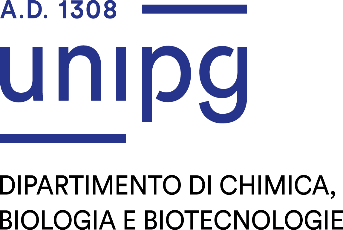 A.D. 1308
unipg
DIPARTIMENTO DI CHIMICA,
BIOLOGIA E BIOTECNOLOGIE